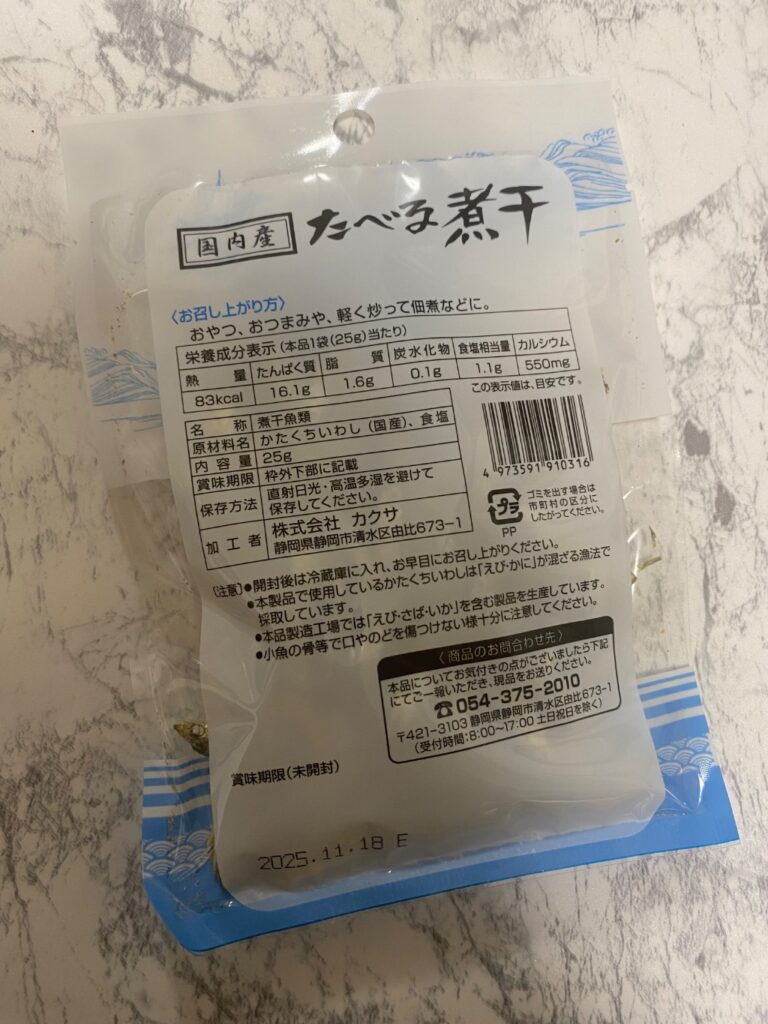 国内産 たべる煮干
〈お召し上がり方〉
おやつ、おつまみや、軽く炒って佃煮などに。
栄養成分表示(本品1袋(25g)当たり)
熱量 たんぱく質 脂質 炭水化物 食塩相当量 カルシウム
83kcal 16.1g 1.6g 0.1g 1.1g 550mg
この表示値は、目安です。
名称 煮干魚類
原材料名 かたくちいわし(国産)、食塩
内容量 25g
賞味期限 枠外下部に記載
保存方法 直射日光・高温多湿を避けて
保存してください。
加工者 株式会社 カクサ
静岡県静岡市清水区由比673−1
4 973591 910316
プラ
PP
ゴミを出す場合は
市町村の区分に
したがってください。
〔注意〕●開封後は冷蔵庫に入れ、お早目にお召し上がりください。
●本製品で使用しているかたくちいわしは「えび・かに」が混ざる漁法で
採取しています。
●本品製造工場では「えび・さば・いか」を含む製品を生産しています。
●小魚の骨等で口やのどを傷つけない様十分に注意してください。
〈商品のお問合わせ先〉
本品についてお気付きの点がございましたら下記
にてご一報いただき、現品をお送りください。
☎054-375-2010
〒421-3103 静岡県静岡市清水区由比673−1
(受付時間:8:00〜17:00 土日祝日を除く)
賞味期限(未開封)
2025.11.18 E